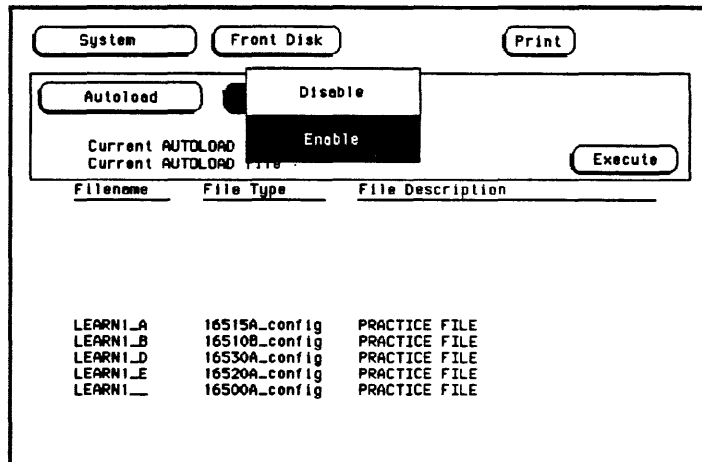 System Front Disk Print
Autoload Disable
Enable
Current AUTOLOAD
Current AUTOLOAD File :
Execute
Filename File Type File Description
LEARN1_A 16515A_config PRACTICE FILE
LEARN1_B 16510B_config PRACTICE FILE
LEARN1_D 16530A_config PRACTICE FILE
LEARN1_E 16520A_config PRACTICE FILE
LEARN1__ 16500A_config PRACTICE FILE